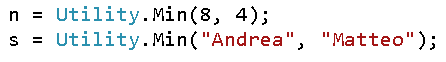 n = Utility.Min(8, 4);
s = Utility.Min("Andrea", "Matteo");